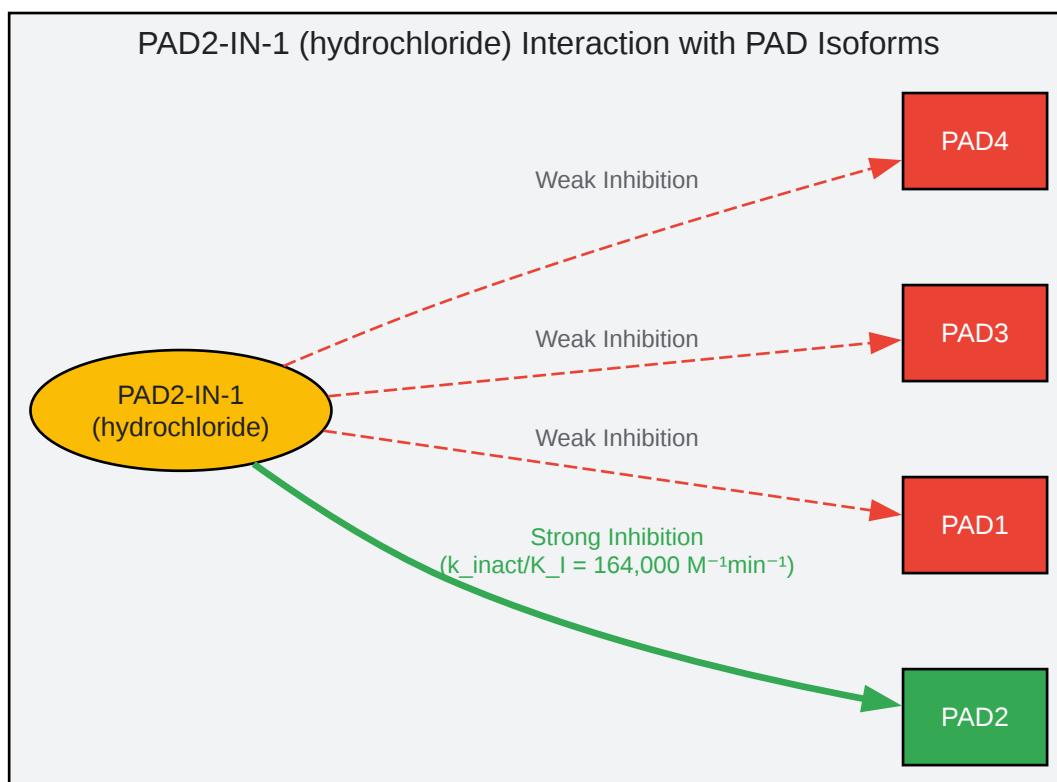 PAD2-IN-1 (hydrochloride) Interaction with PAD Isoforms
PAD4
Weak Inhibition
PAD3
Weak Inhibition
PAD2-IN-1
(hydrochloride)
Weak Inhibition
PAD1
Strong Inhibition
(k_inact/K_I = 164,000 M⁻¹min⁻¹)
PAD2